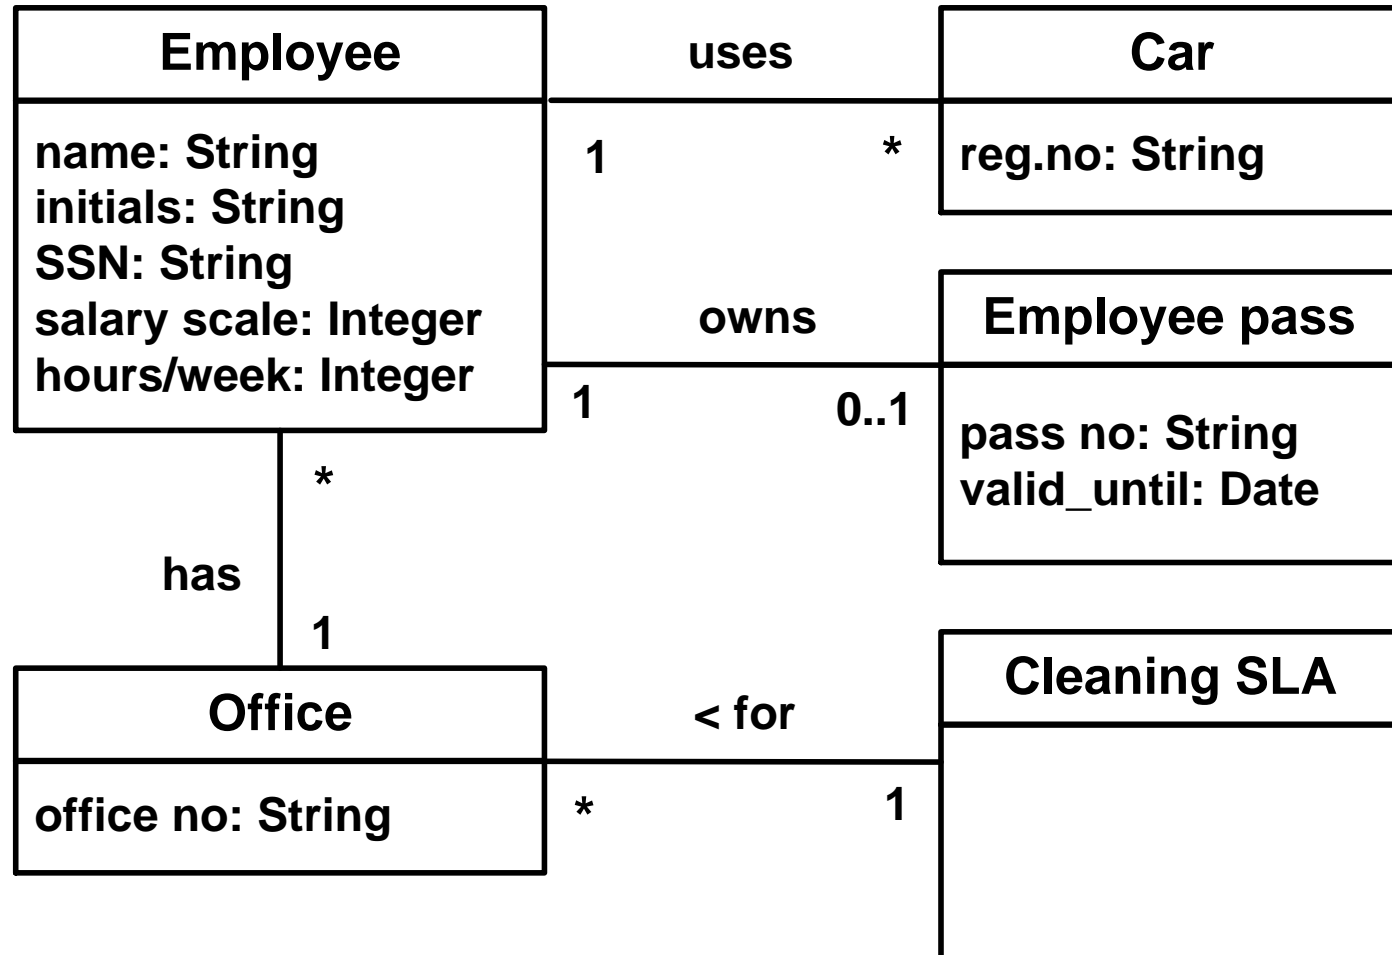 Employee
name: String
initials: String
SSN: String
salary scale: Integer
hours/week: Integer
uses
1
*
Car
reg.no: String
owns
1
0..1
Employee pass
pass no: String
valid_until: Date
*
has
1
Office
office no: String
< for
*
1
Cleaning SLA